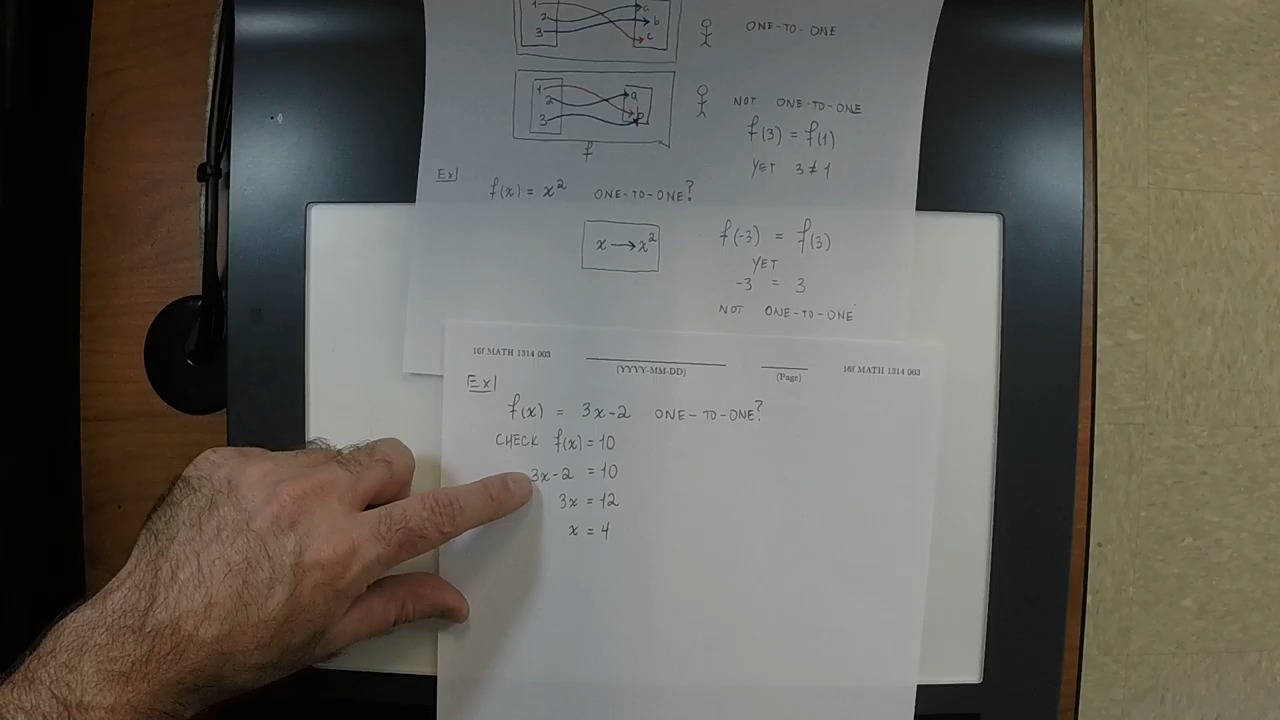 1 a
2 b
3 c
ONE-TO-ONE
1 a
2 b
3
f
NOT ONE-TO-ONE
f(3) = f(1)
YET 3 ≠ 1
Ex1
f(x) = x² ONE-TO-ONE?
x → x²
f(-3) = f(3)
YET
-3 = 3
NOT ONE-TO-ONE
16f MATH 1314 003 (YYYY-MM-DD) (Page) 16f MATH 1314 003
Ex1
f(x) = 3x-2 ONE-TO-ONE?
CHECK f(x) = 10
3x-2 = 10
3x = 12
x = 4